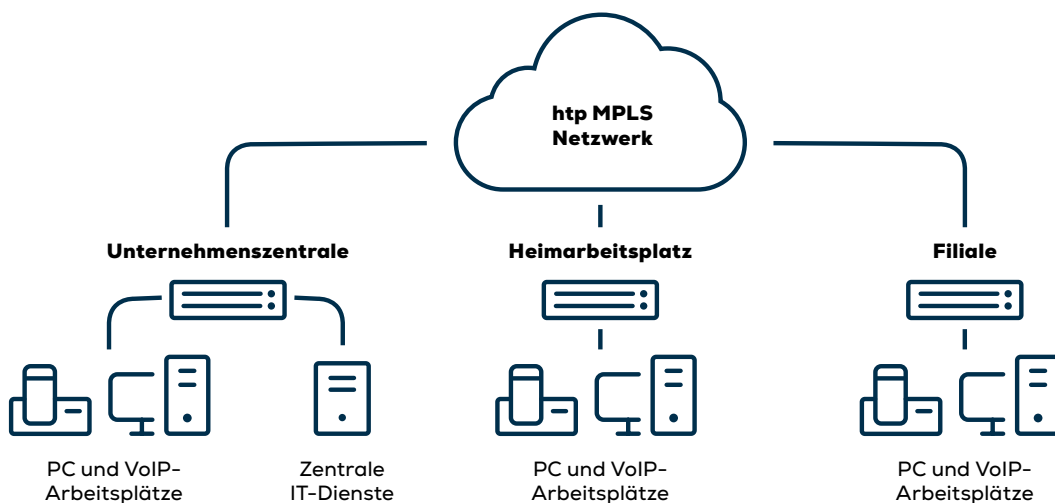 htp MPLS
Netzwerk
Unternehmenszentrale
Heimarbeitsplatz
Filiale
PC und VoIP-
Arbeitsplätze
Zentrale
IT-Dienste
PC und VoIP-
Arbeitsplätze
PC und VoIP-
Arbeitsplätze